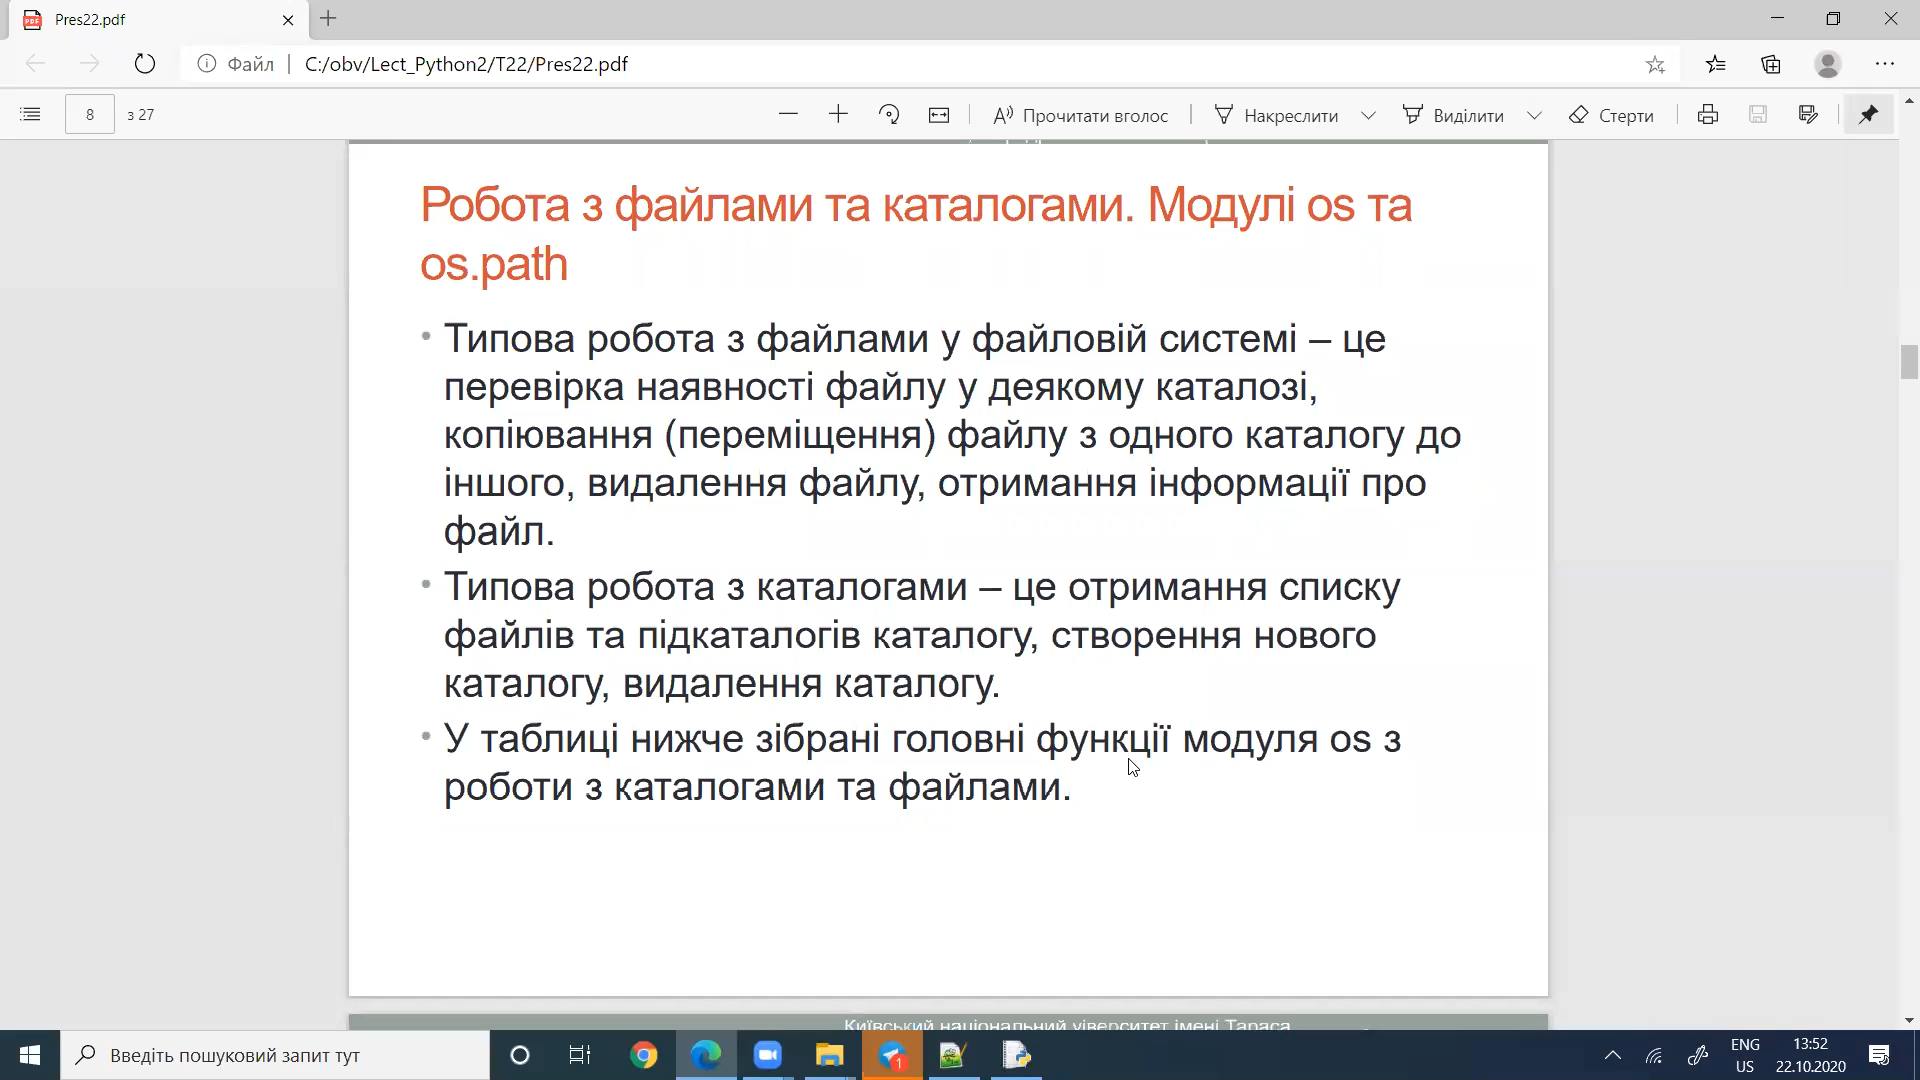 Pres22.pdf
Файл C:/obv/Lect_Python2/T22/Pres22.pdf
8 з 27 Прочитати вголос Накреслити Виділити Стерти
Робота з файлами та каталогами. Модулі os та
os.path
• Типова робота з файлами у файловій системі – це
перевірка наявності файлу у деякому каталозі,
копіювання (переміщення) файлу з одного каталогу до
іншого, видалення файлу, отримання інформації про
файл.
• Типова робота з каталогами – це отримання списку
файлів та підкаталогів каталогу, створення нового
каталогу, видалення каталогу.
• У таблиці нижче зібрані головні функції модуля os з
роботи з каталогами та файлами.
Київський національний уіверситет імені Тараса
Введіть пошуковий запит тут
1
ENG
US
13:52
22.10.2020